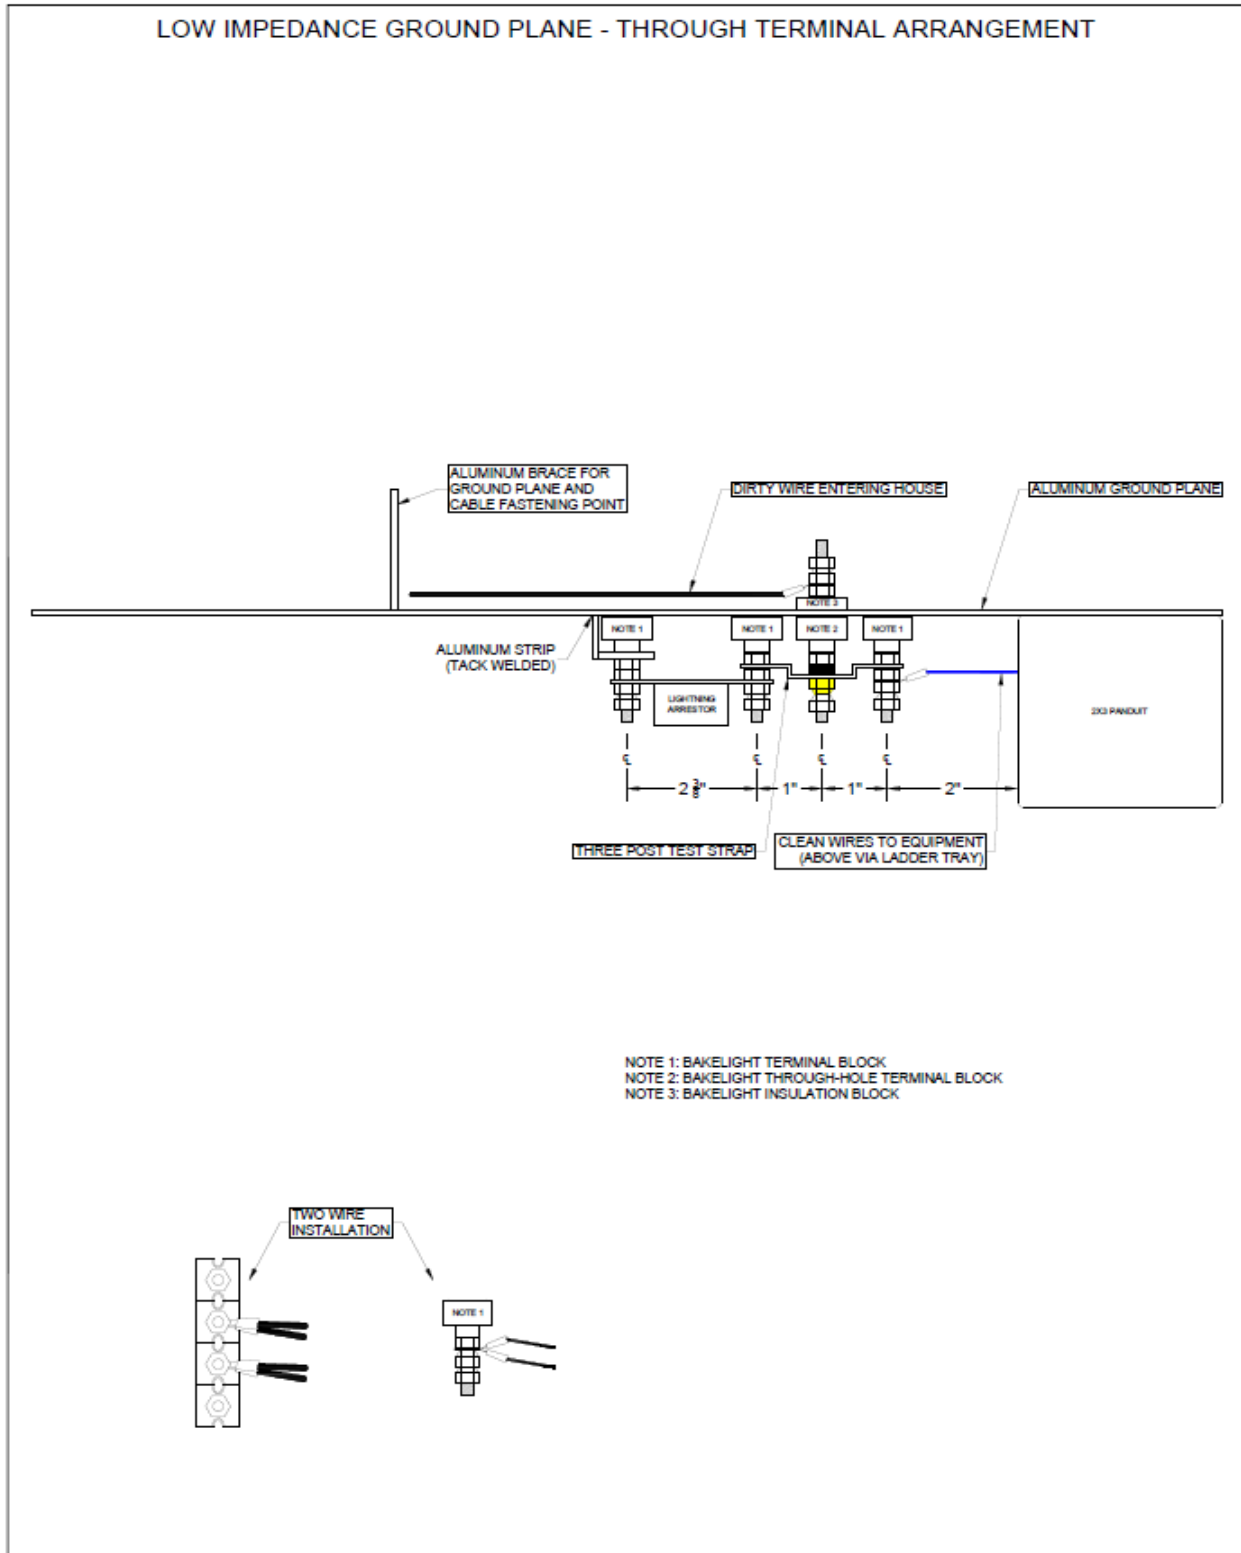 LOW IMPEDANCE GROUND PLANE - THROUGH TERMINAL ARRANGEMENT
ALUMINUM BRACE FOR
GROUND PLANE AND
CABLE FASTENING POINT
DIRTY WIRE ENTERING HOUSE
ALUMINUM GROUND PLANE
NOTE 3
NOTE 1
NOTE 1
NOTE 2
NOTE 1
ALUMINUM STRIP
(TACK WELDED)
LIGHTNING
ARRESTOR
2X3 PANDUIT
℄
℄
℄
℄
2 3/8"
1"
1"
2"
THREE POST TEST STRAP
CLEAN WIRES TO EQUIPMENT
(ABOVE VIA LADDER TRAY)
NOTE 1: BAKELIGHT TERMINAL BLOCK
NOTE 2: BAKELIGHT THROUGH-HOLE TERMINAL BLOCK
NOTE 3: BAKELIGHT INSULATION BLOCK
TWO WIRE
INSTALLATION
NOTE 1